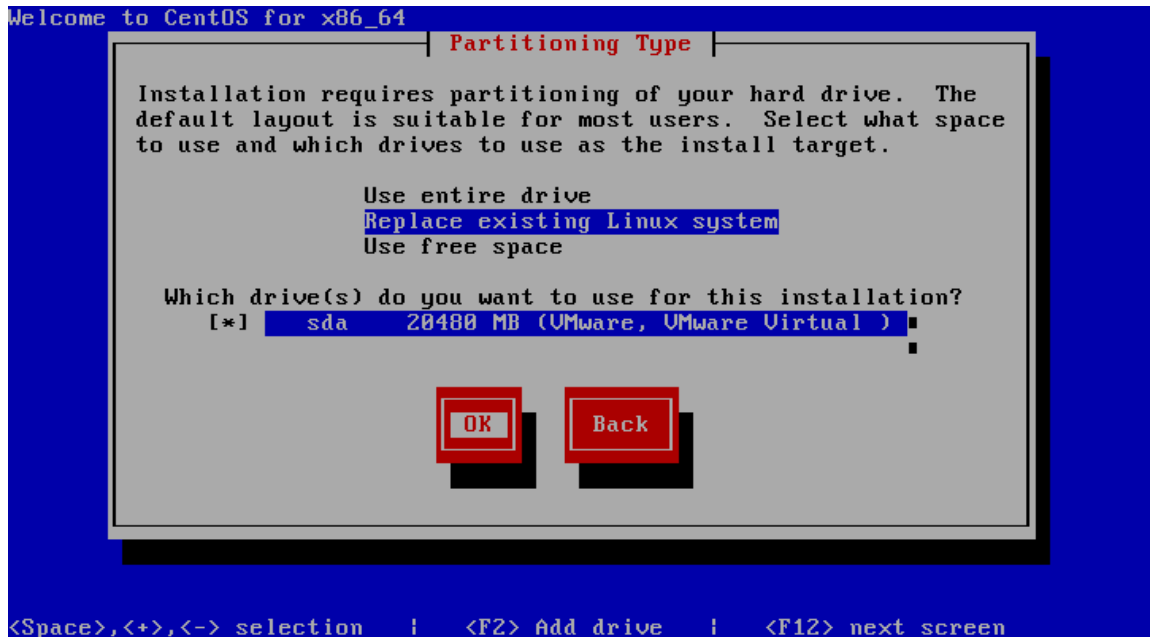 Welcome to CentOS for x86_64
Partitioning Type
Installation requires partitioning of your hard drive.  The
default layout is suitable for most users.  Select what space
to use and which drives to use as the install target.
Use entire drive
Replace existing Linux system
Use free space
Which drive(s) do you want to use for this installation?
[*]    sda    20480 MB (VMware, VMware Virtual )
OK    Back
<Space>,<+>,<-> selection   |   <F2> Add drive   |   <F12> next screen